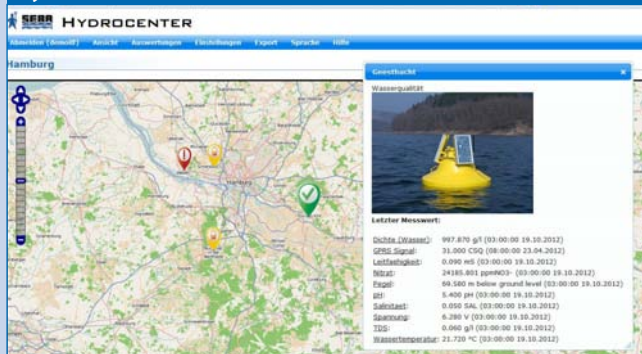 SEBA HYDROCENTER
Abmelden (demoll) Ansicht Auswertungen Einstellungen Export Sprache Hilfe
Hamburg
Geesthacht x
Wasserqualität
Letzter Messwert:
Dichte (Wasser): 997.870 g/l (03:00:00 19.10.2012)
GPRS Signal: 31.000 CSQ (08:00:00 23.04.2012)
Leitfaehigkeit: 0.090 mS (03:00:00 19.10.2012)
Nitrat: 24185.801 ppmNO3- (03:00:00 19.10.2012)
Pegel: 69.580 m below ground level (03:00:00 19.10.2012)
pH: 5.400 pH (03:00:00 19.10.2012)
Salinitaet: 0.050 SAL (03:00:00 19.10.2012)
Spannung: 6.280 V (03:00:00 19.10.2012)
TDS: 0.060 g/l (03:00:00 19.10.2012)
Wassertemperatur: 21.720 °C (03:00:00 19.10.2012)
Hamburg